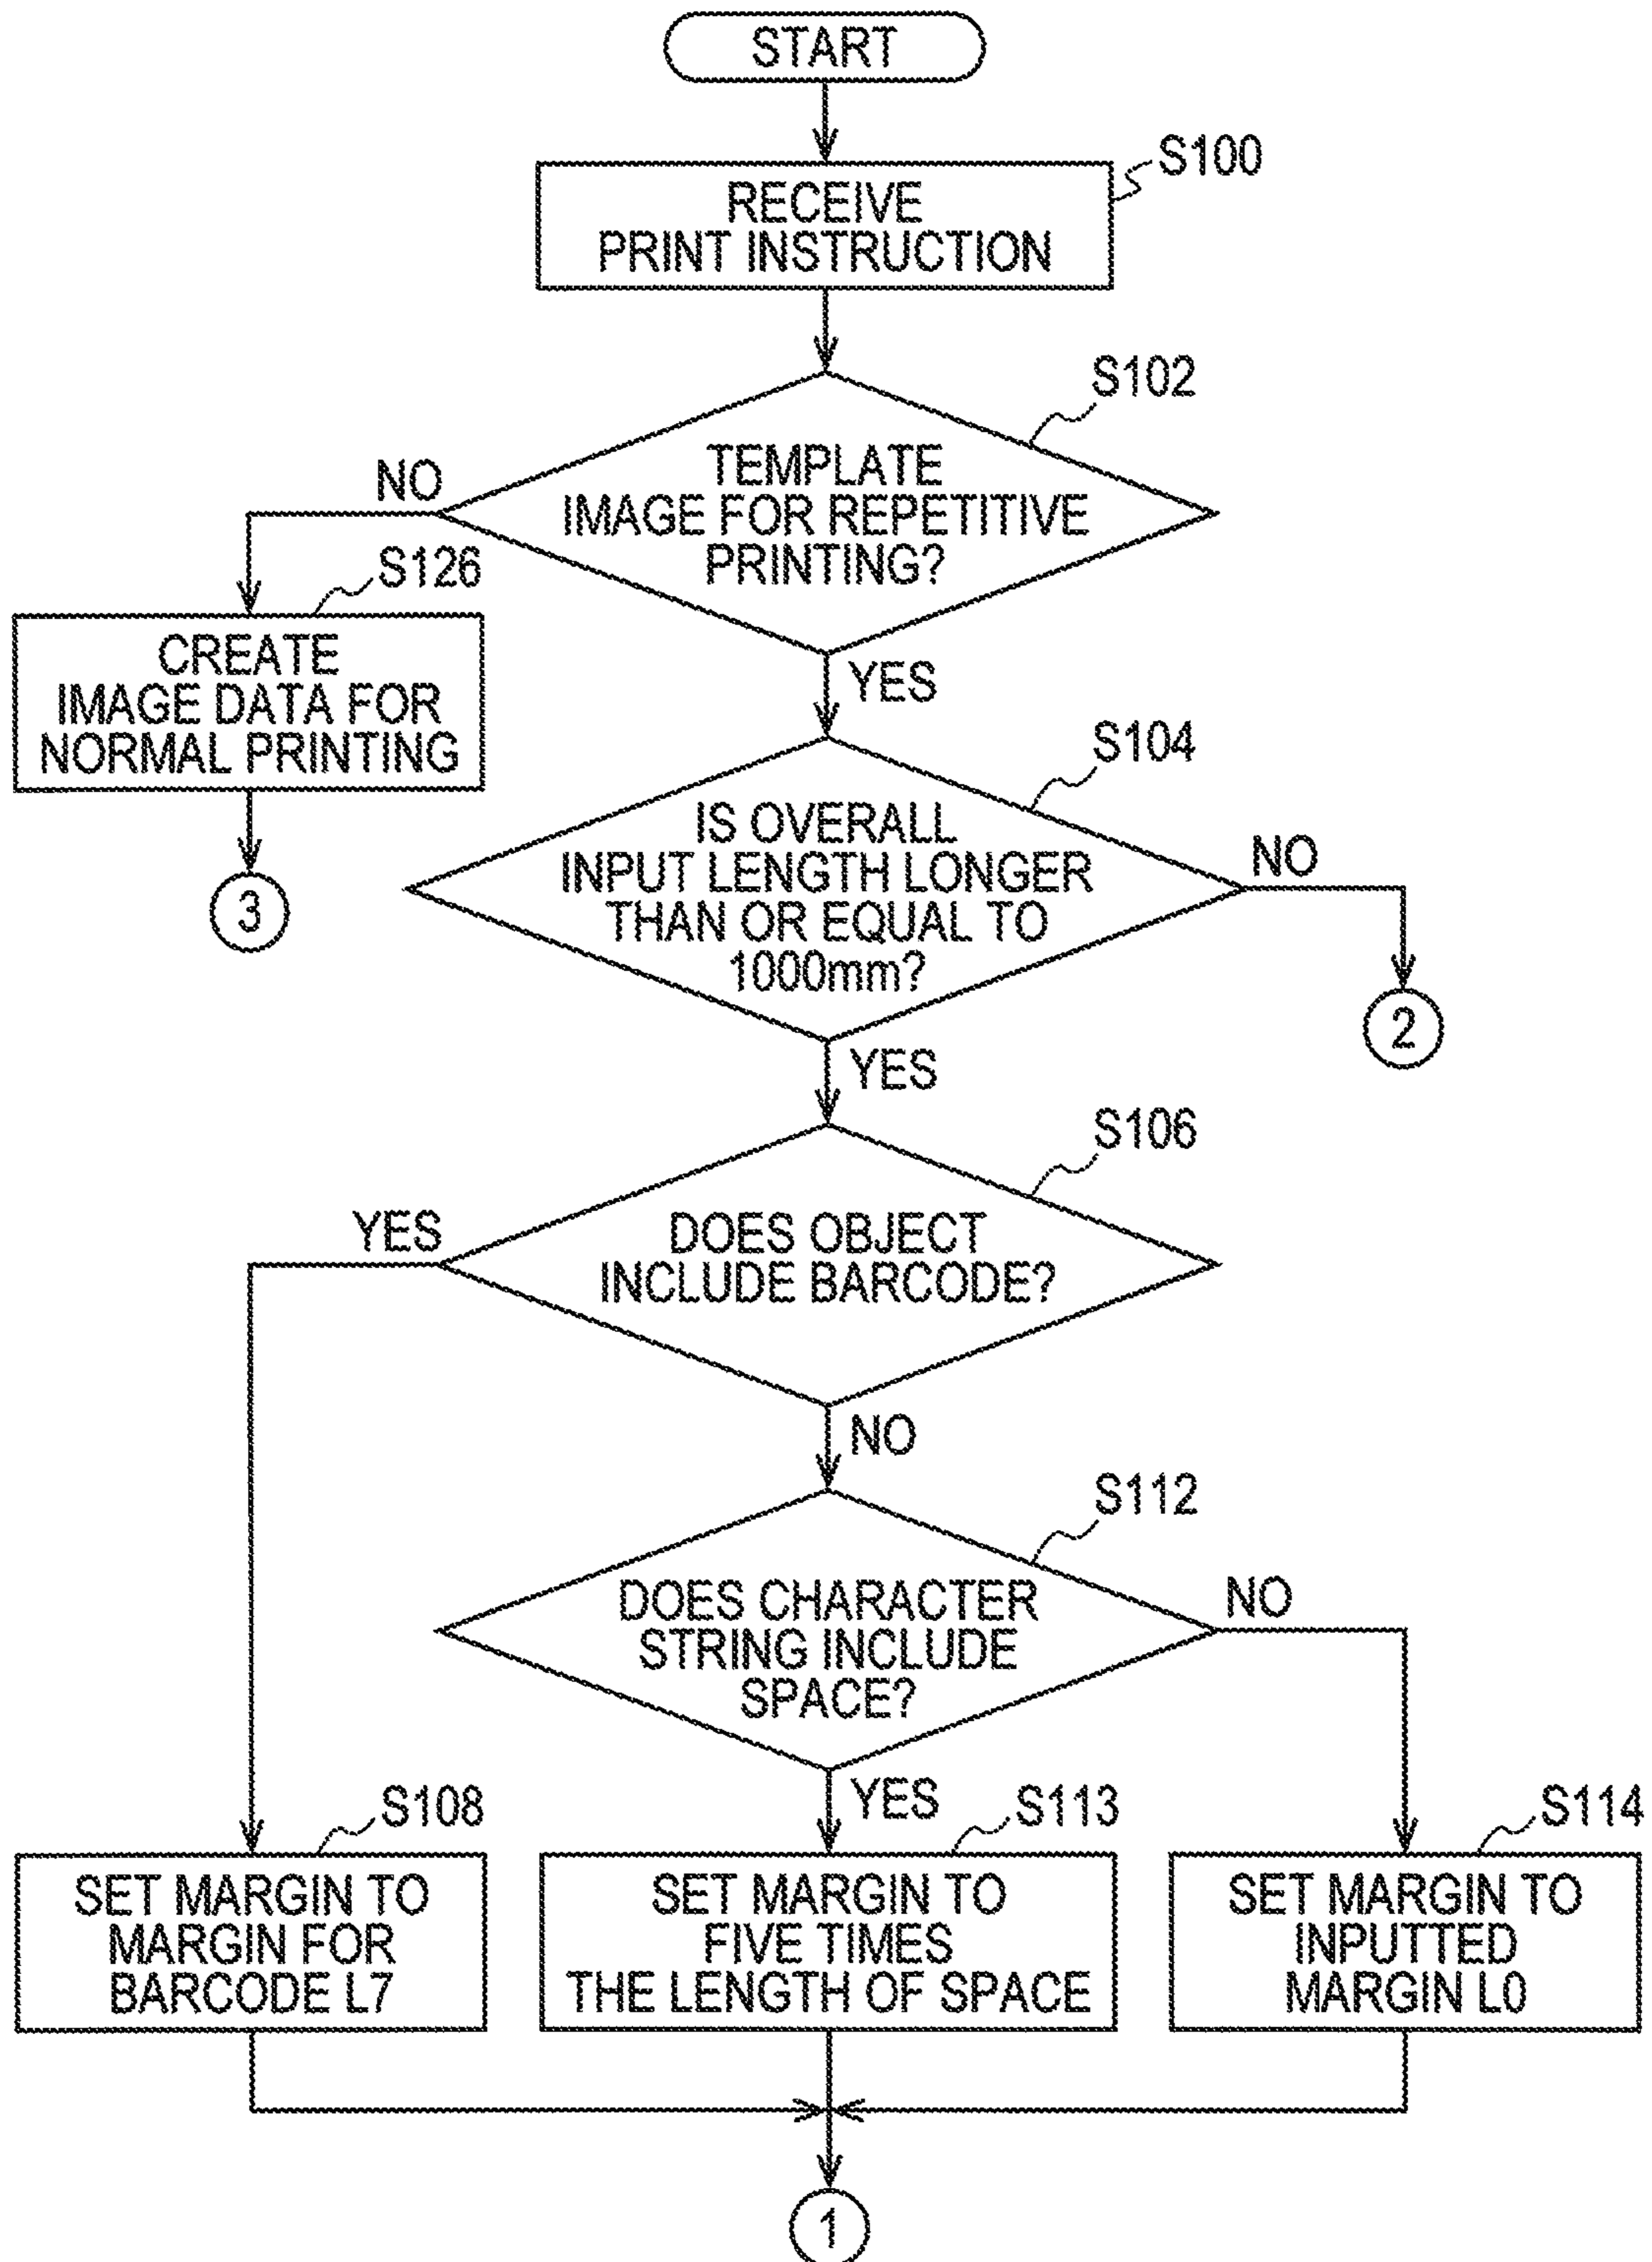 START
S100
RECEIVE
PRINT INSTRUCTION
S102
TEMPLATE
IMAGE FOR REPETITIVE
PRINTING?
NO
YES
S126
CREATE
IMAGE DATA FOR
NORMAL PRINTING
3
S104
IS OVERALL
INPUT LENGTH LONGER
THAN OR EQUAL TO
1000mm?
NO
2
YES
S106
DOES OBJECT
INCLUDE BARCODE?
YES
NO
S112
DOES CHARACTER
STRING INCLUDE
SPACE?
NO
YES
S108
SET MARGIN TO
MARGIN FOR
BARCODE L7
S113
SET MARGIN TO
FIVE TIMES
THE LENGTH OF SPACE
S114
SET MARGIN TO
INPUTTED
MARGIN L0
1